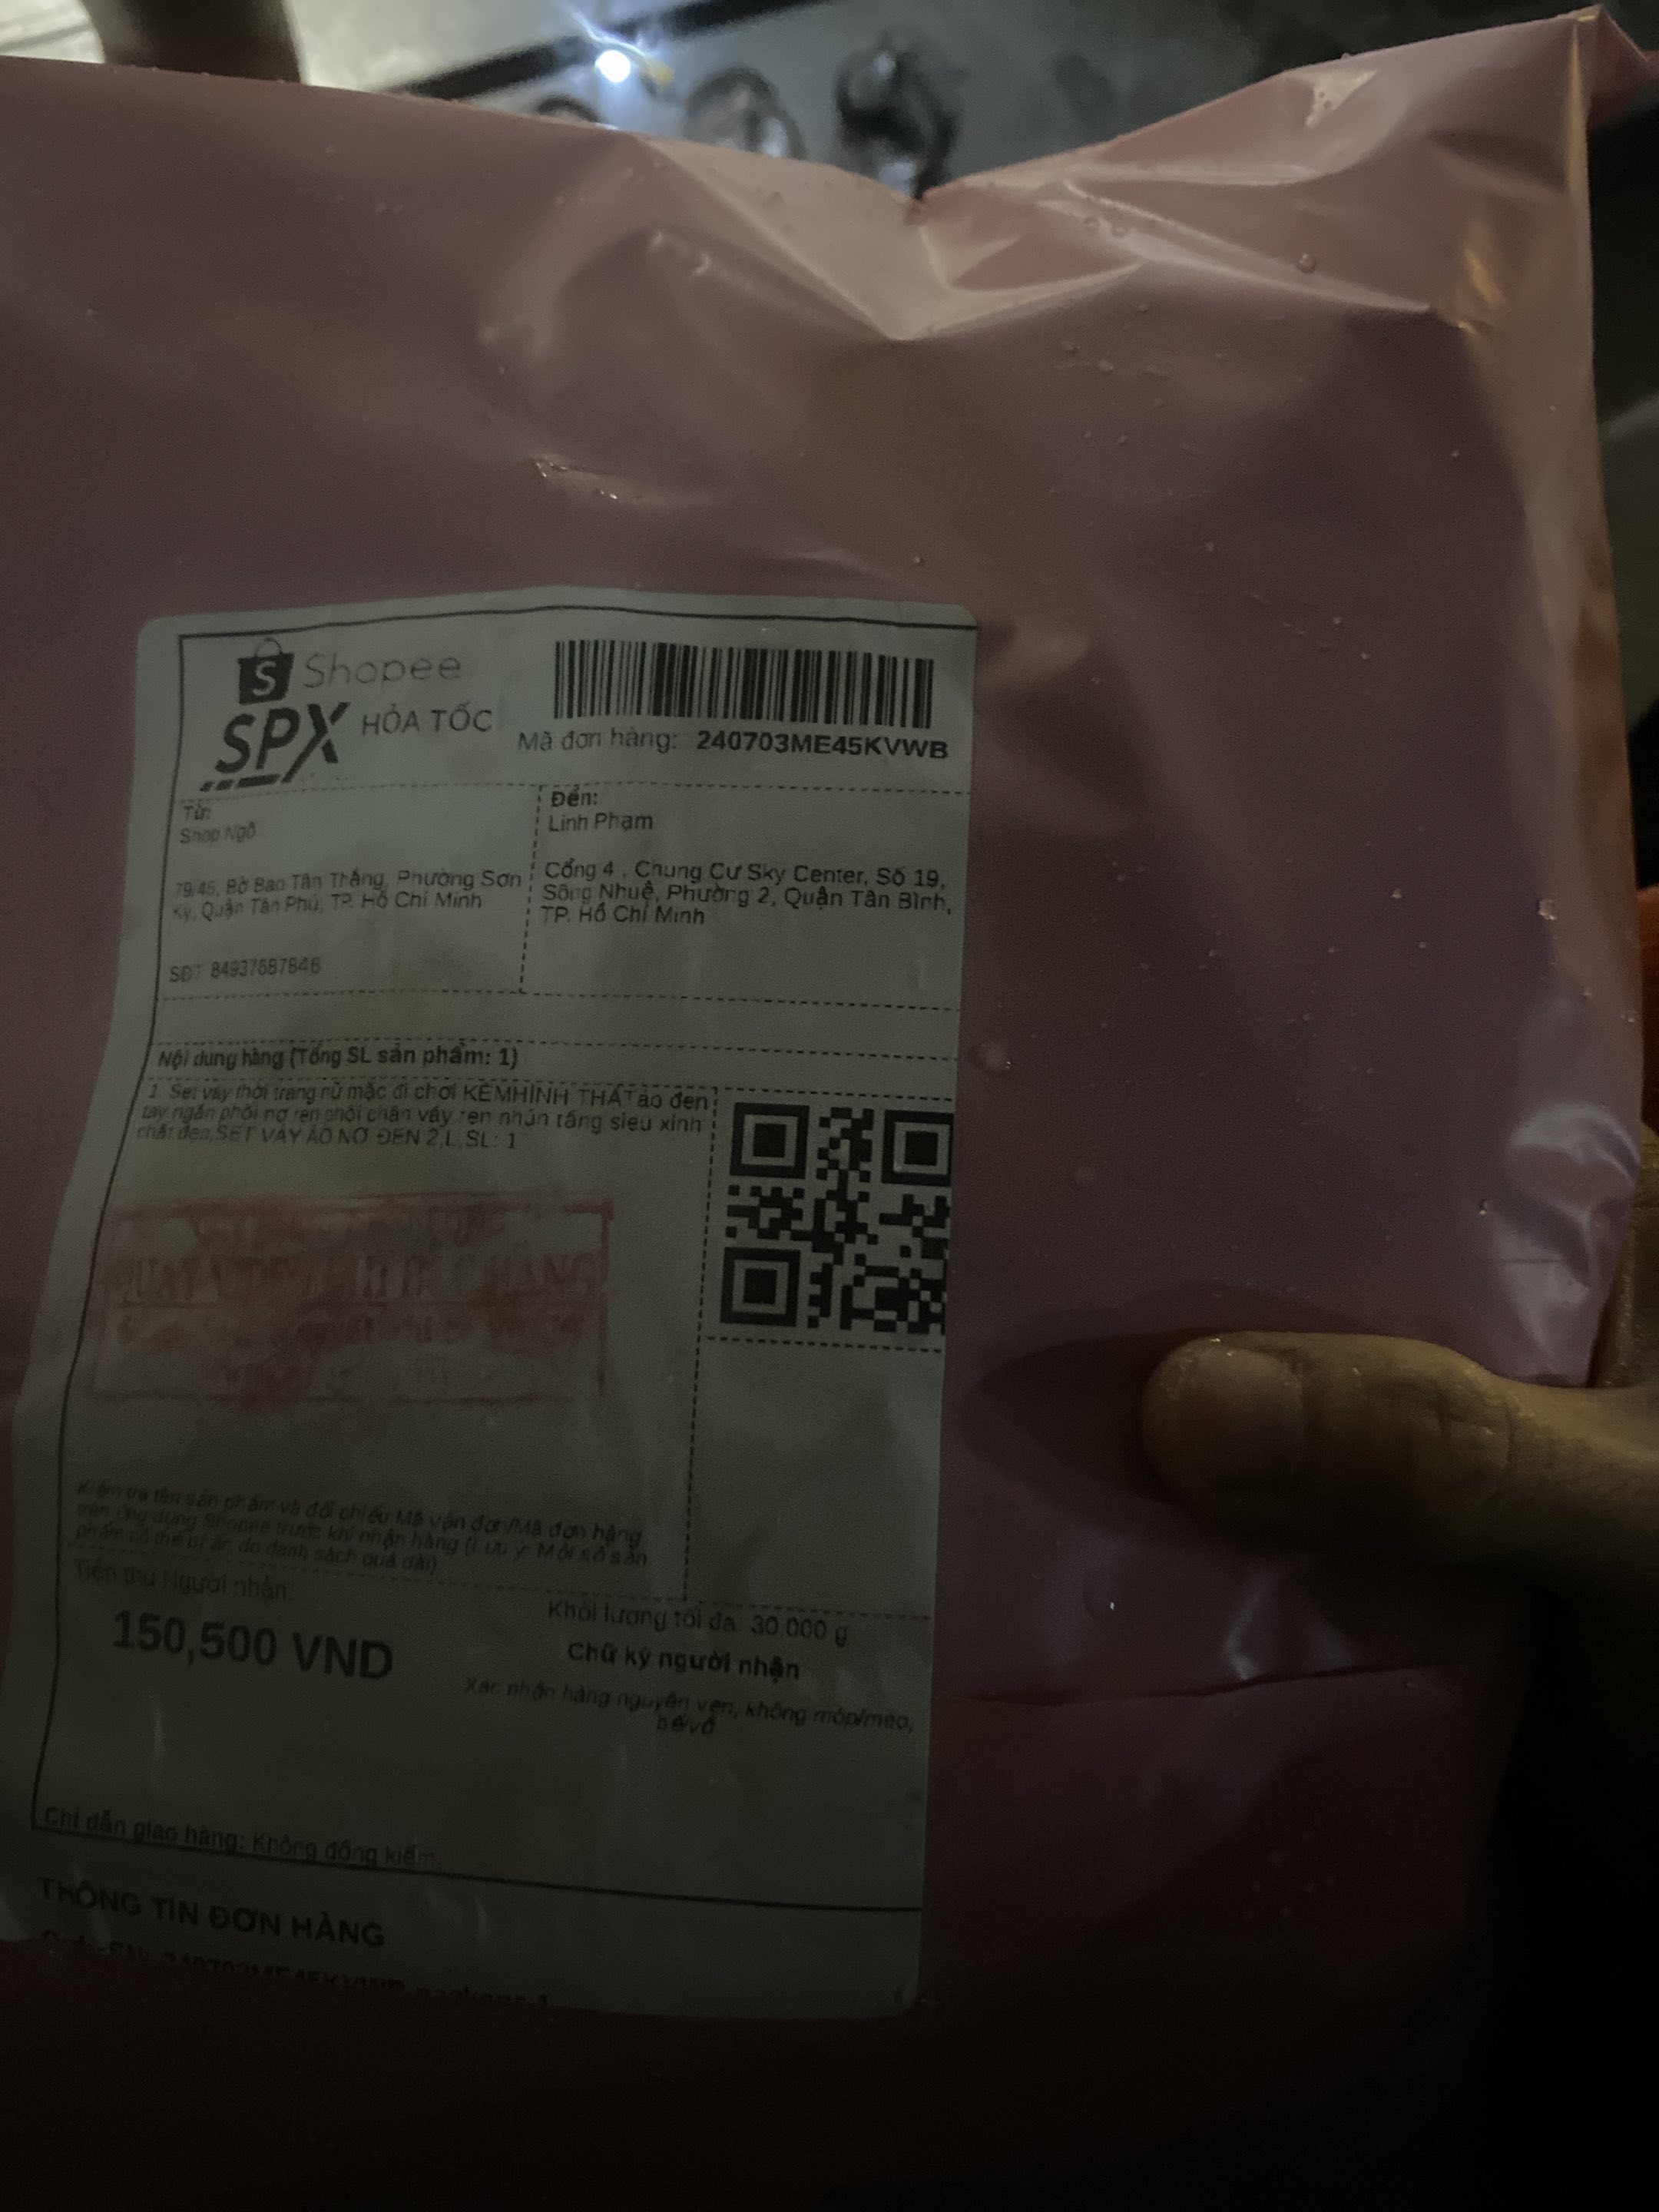 Shopee
SPX HỎA TỐC
Mã đơn hàng: 240703ME45KVWB
Từ:
Shop Ngô
79/45, Bờ Bao Tân Thắng, Phường Sơn
Kỳ, Quận Tân Phú, TP. Hồ Chí Minh
SĐT 84937687846
Đến:
Linh Phạm
Cổng 4 , Chung Cư Sky Center, Số 19,
Sông Nhuệ, Phường 2, Quận Tân Bình,
TP. Hồ Chí Minh
Nội dung hàng (Tổng SL sản phẩm: 1)
1. Set váy thời trang nữ mặc đi chơi KÈMHÌNH THẬTáo đen
tay ngắn phối nơ ren phối chân váy ren nhún tầng siêu xinh
chất đẹp,SET VÁY ÁO NƠ ĐEN 2,L, SL: 1
Kiểm tra tên sản phẩm và đối chiếu Mã vận đơn/Mã đơn hàng
trên ứng dụng Shopee trước khi nhận hàng (Lưu ý: Một số sản
phẩm có thể bị ẩn do danh sách quá dài)
Tiền thu Người nhận:
150,500 VND
Khối lượng tối đa: 30,000 g
Chữ ký người nhận
Xác nhận hàng nguyên vẹn, không móp/méo,
bể/vỡ
Chỉ dẫn giao hàng: Không đồng kiểm.
THÔNG TIN ĐƠN HÀNG
240703ME45KVWB package 1